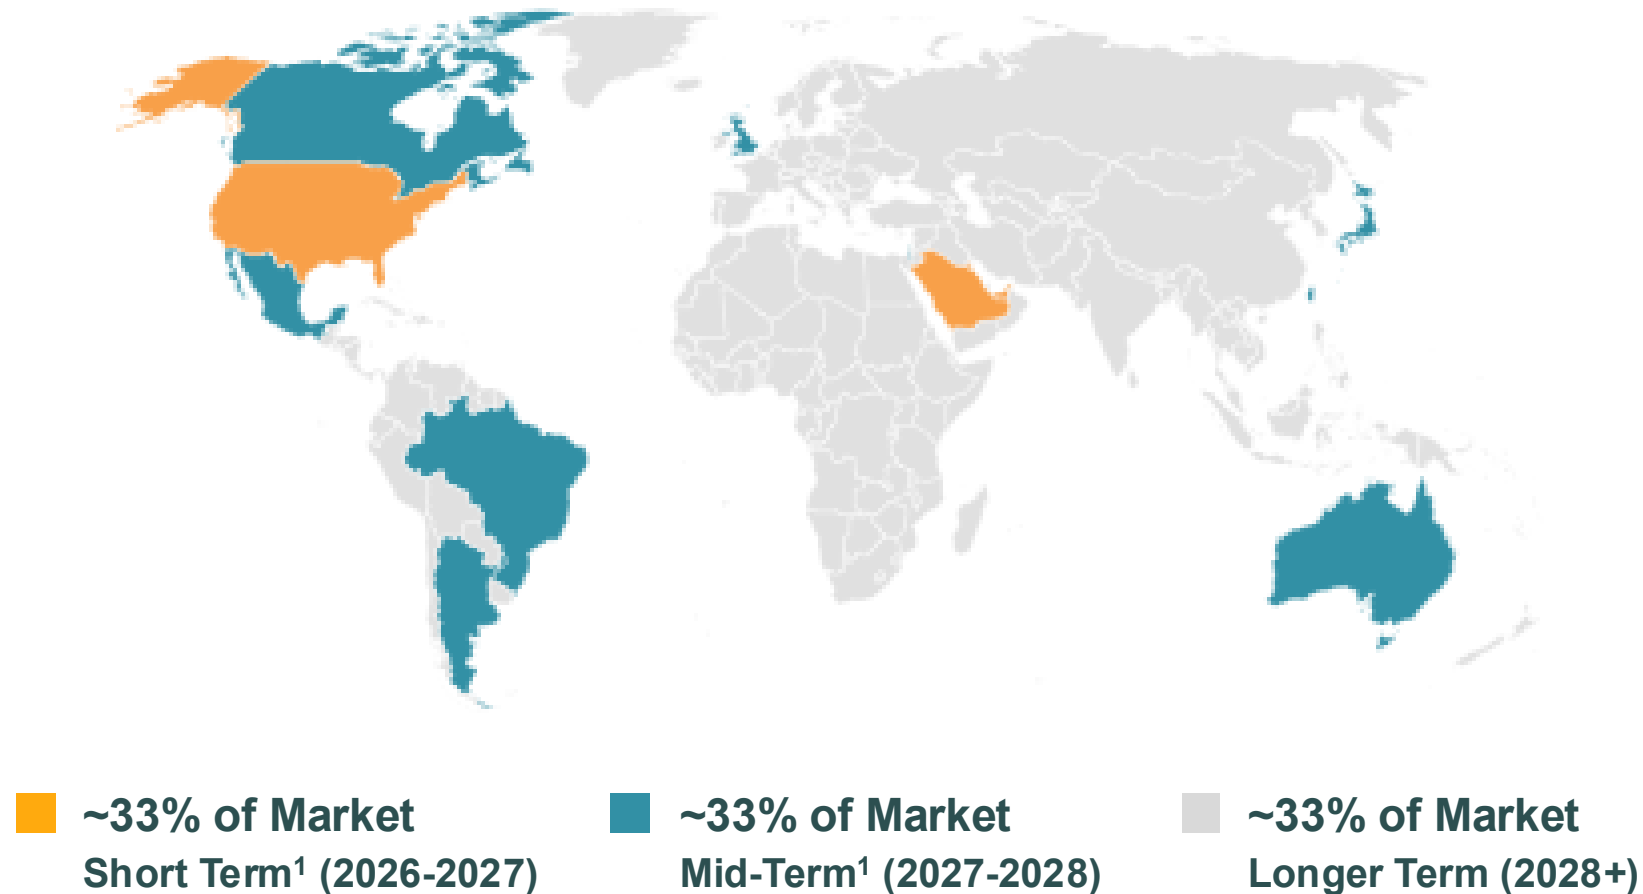 ~33% of Market
Short Term¹ (2026-2027)
~33% of Market
Mid-Term¹ (2027-2028)
~33% of Market
Longer Term (2028+)